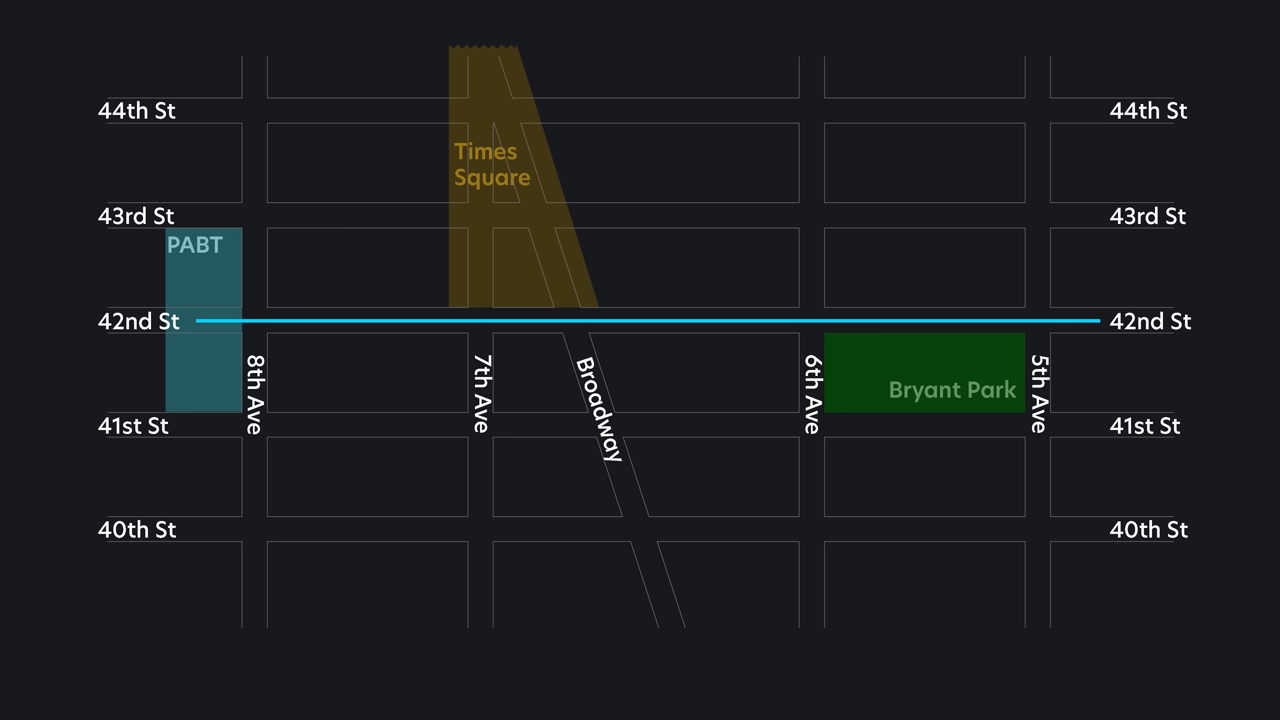 44th St
44th St
Times
Square
43rd St
43rd St
PABT
42nd St
42nd St
8th Ave
7th Ave
Broadway
6th Ave
Bryant Park
5th Ave
41st St
41st St
40th St
40th St